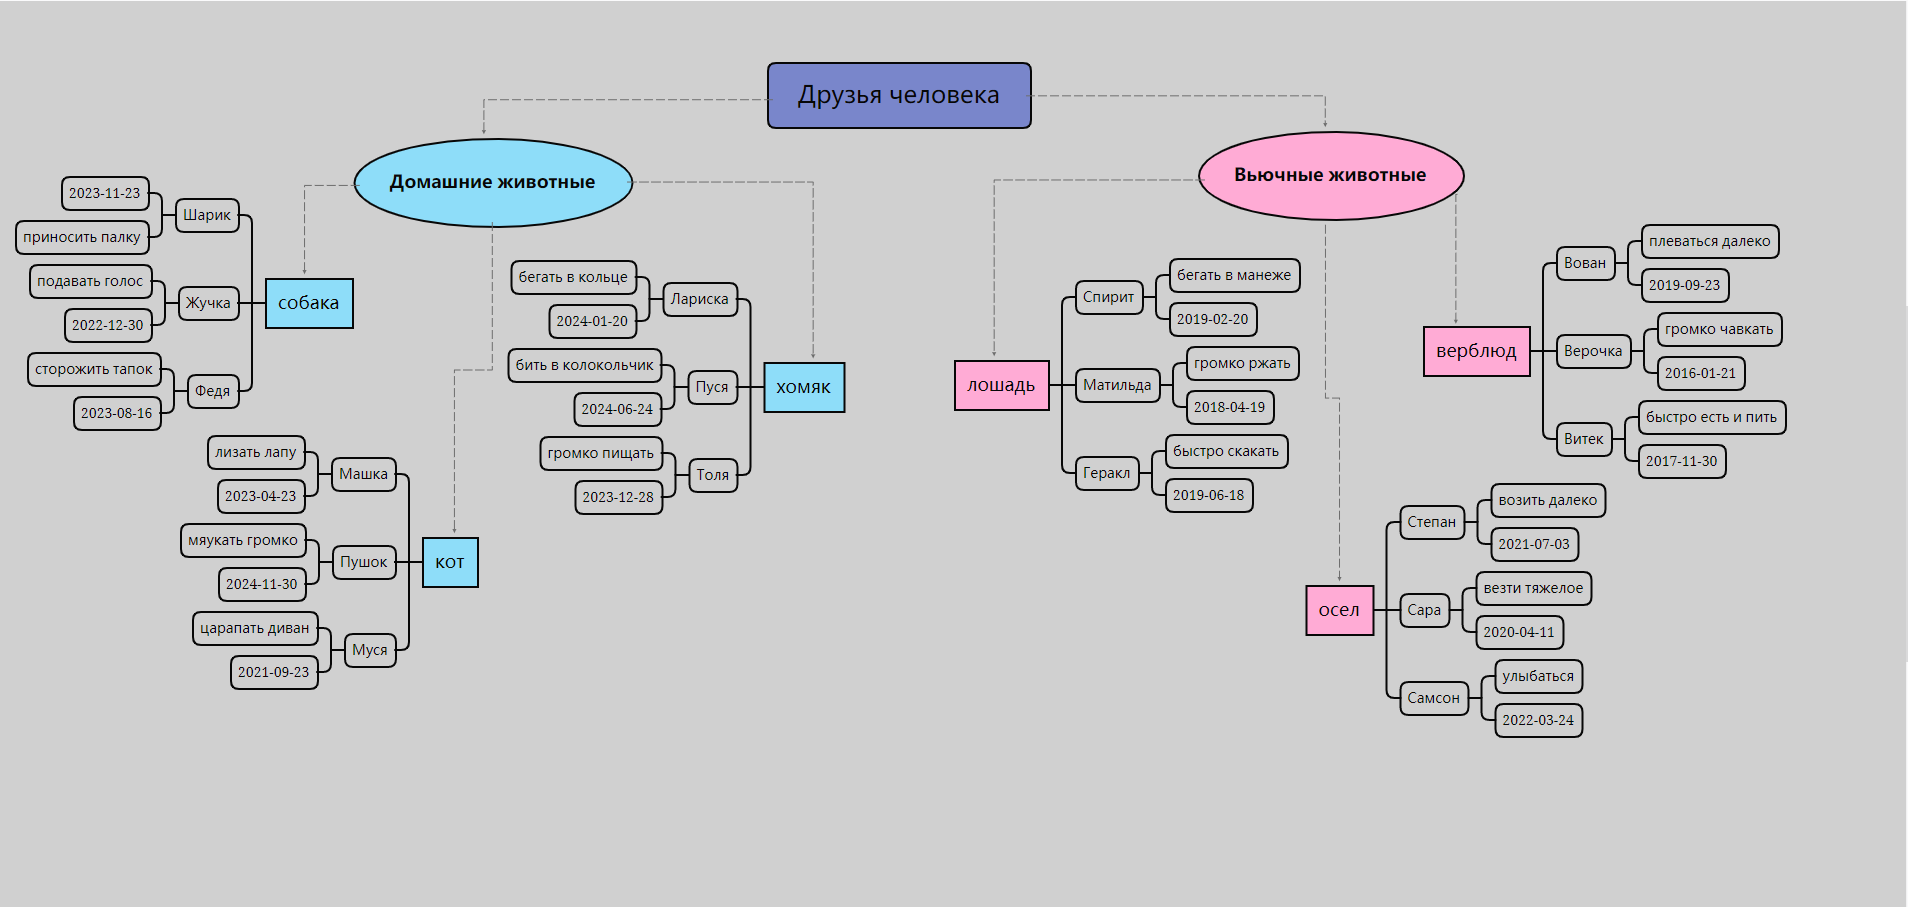 Друзья человека
Домашние животные
собака
Шарик
2023-11-23
приносить палку
Жучка
подавать голос
2022-12-30
Федя
сторожить тапок
2023-08-16
кот
Машка
лизать лапу
2023-04-23
Пушок
мяукать громко
2024-11-30
Муся
царапать диван
2021-09-23
хомяк
Лариска
бегать в кольце
2024-01-20
Пуся
бить в колокольчик
2024-06-24
Толя
громко пищать
2023-12-28
Вьючные животные
лошадь
Спирит
бегать в манеже
2019-02-20
Матильда
громко ржать
2018-04-19
Геракл
быстро скакать
2019-06-18
верблюд
Вован
плеваться далеко
2019-09-23
Верочка
громко чавкать
2016-01-21
Витек
быстро есть и пить
2017-11-30
осел
Степан
возить далеко
2021-07-03
Сара
везти тяжелое
2020-04-11
Самсон
улыбаться
2022-03-24